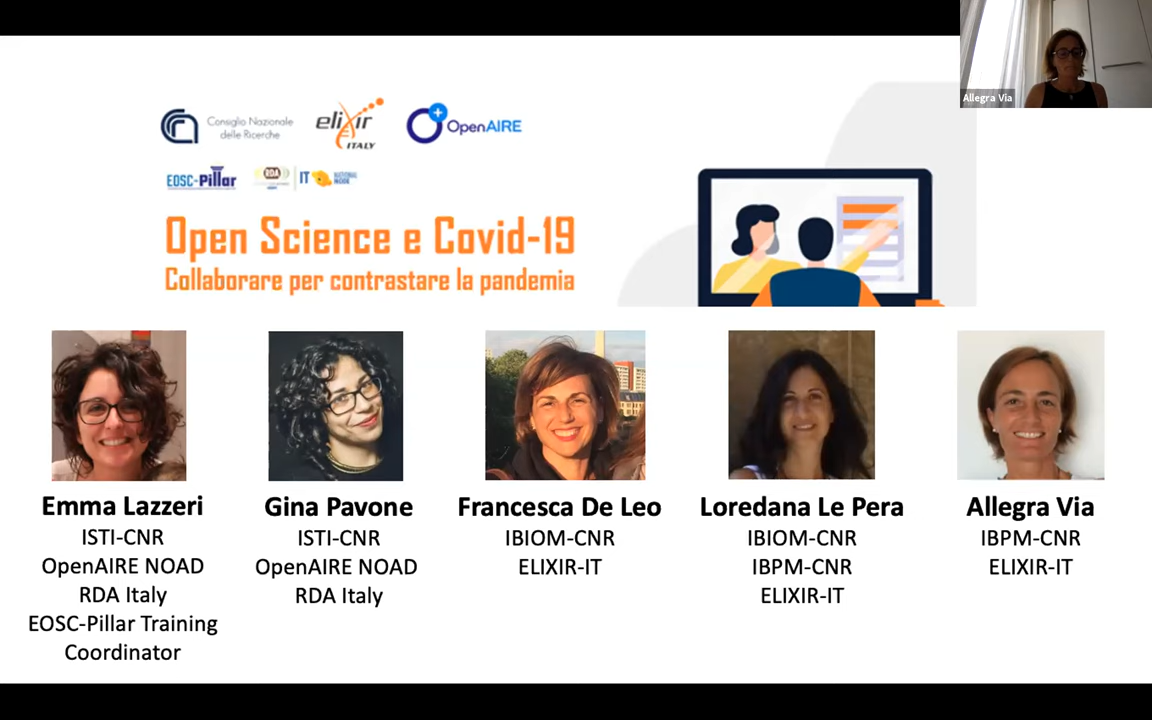 Allegra Via
Consiglio Nazionale
delle Ricerche
elixir
ITALY
OpenAIRE
EOSC-Pillar
RDA
IT
NATIONAL
NODE
Open Science e Covid-19
Collaborare per contrastare la pandemia
Emma Lazzeri
ISTI-CNR
OpenAIRE NOAD
RDA Italy
EOSC-Pillar Training
Coordinator
Gina Pavone
ISTI-CNR
OpenAIRE NOAD
RDA Italy
Francesca De Leo
IBIOM-CNR
ELIXIR-IT
Loredana Le Pera
IBIOM-CNR
IBPM-CNR
ELIXIR-IT
Allegra Via
IBPM-CNR
ELIXIR-IT